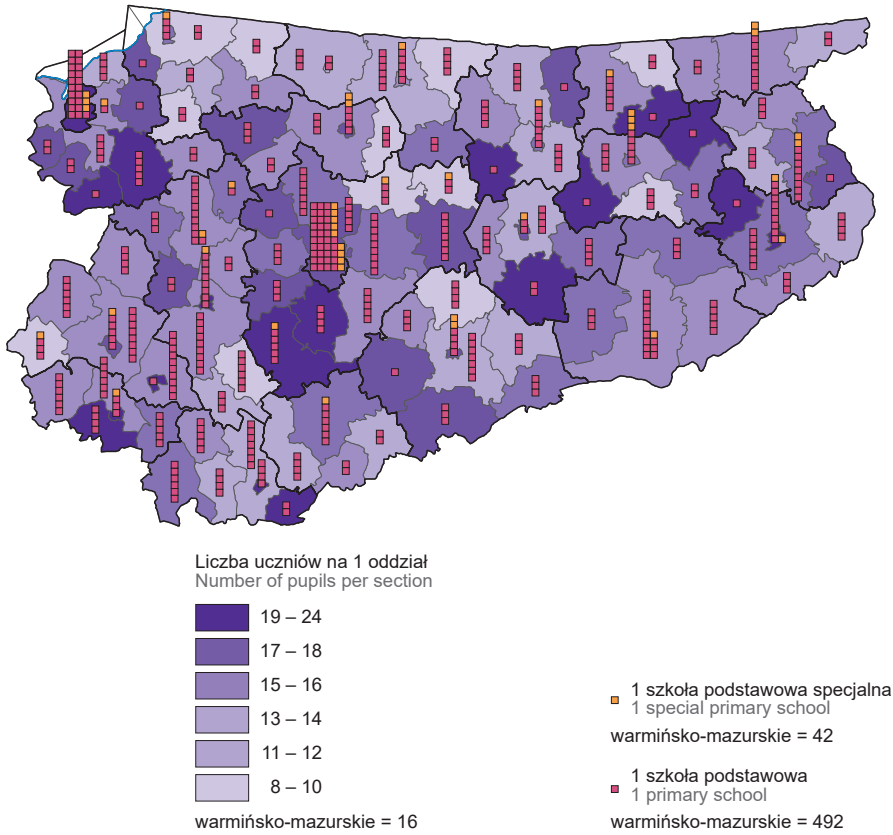 Liczba uczniów na 1 oddział
Number of pupils per section
19 – 24
17 – 18
15 – 16
13 – 14
11 – 12
8 – 10
warmińsko-mazurskie = 16
1 szkoła podstawowa specjalna
1 special primary school
warmińsko-mazurskie = 42
1 szkoła podstawowa
1 primary school
warmińsko-mazurskie = 492